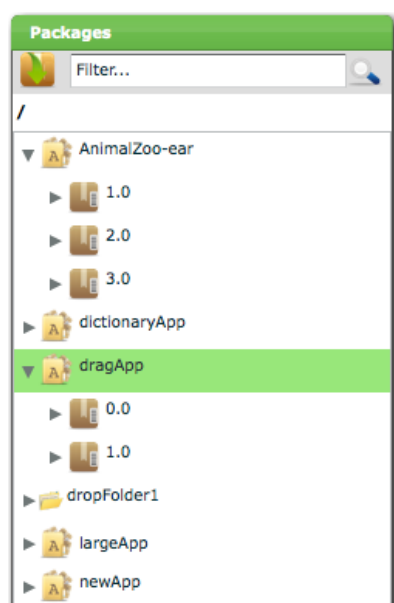 Packages
Filter...
/
AnimalZoo-ear
1.0
2.0
3.0
dictionaryApp
dragApp
0.0
1.0
dropFolder1
largeApp
newApp